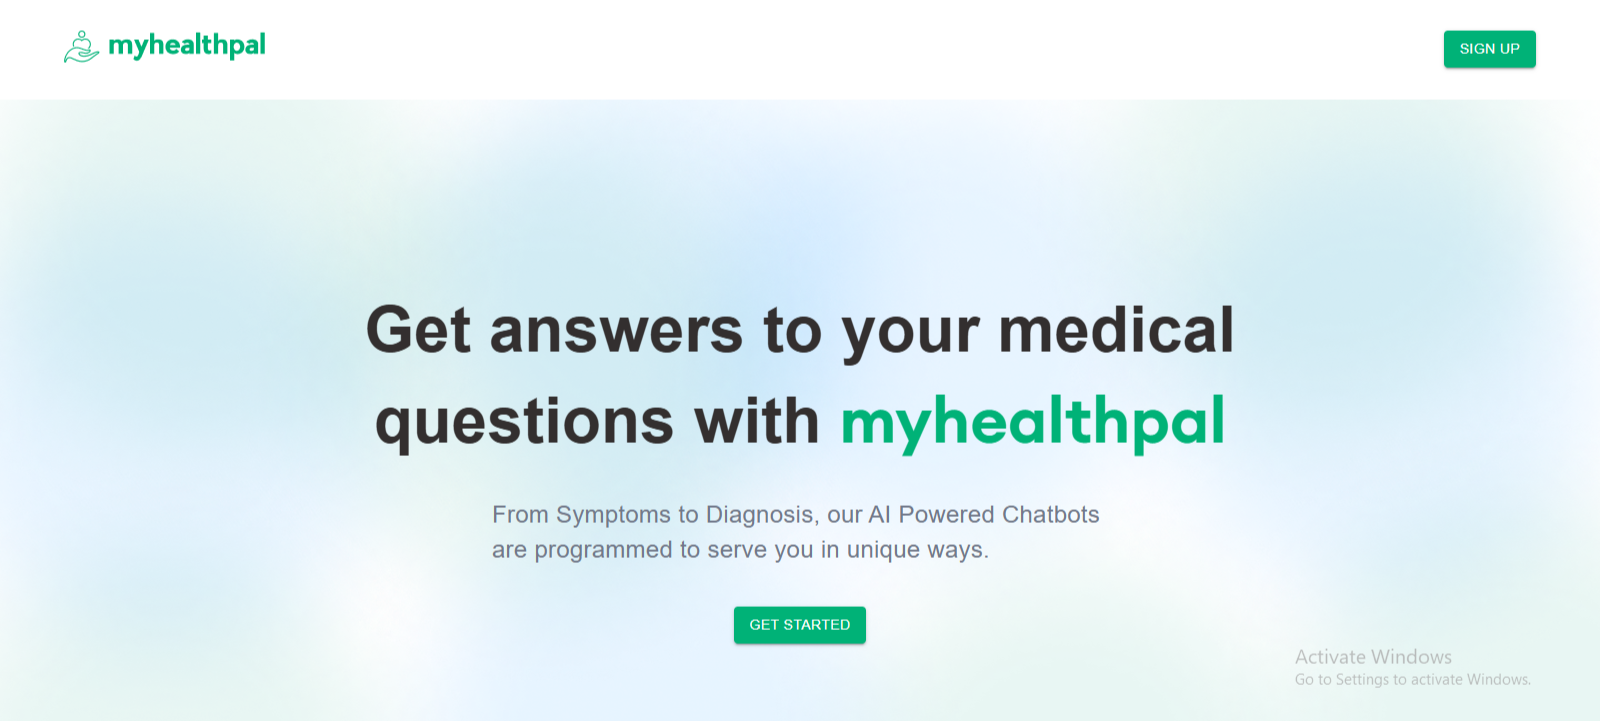 myhealthpal
SIGN UP
Get answers to your medical
questions with myhealthpal
From Symptoms to Diagnosis, our AI Powered Chatbots
are programmed to serve you in unique ways.
GET STARTED
Activate Windows
Go to Settings to activate Windows.